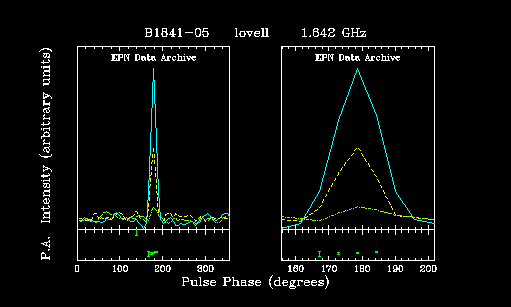 B1841-05 lovell 1.642 GHz
EPN Data Archive EPN Data Archive
P.A. Intensity (arbitrary units)
0 100 200 300 160 170 180 190 200
Pulse Phase (degrees)